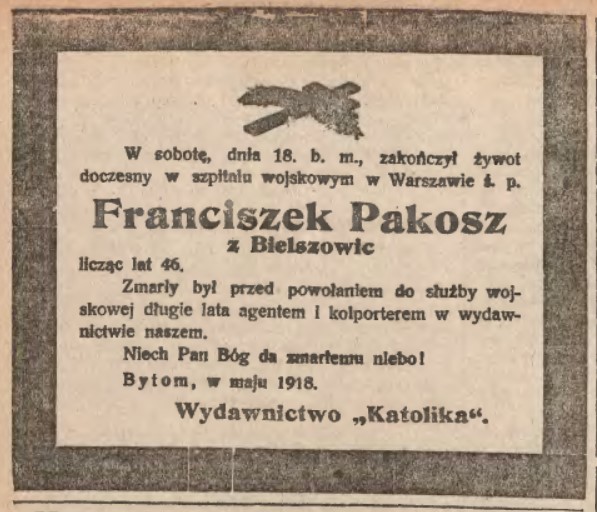 W sobotę, dnia 18. b. m., zakończył żywot
doczesny w szpitalu wojskowym w Warszawie ś. p.
Franciszek Pakosz
z Bielszowic
licząc lat 46.
Zmarły był przed powołaniem do służby woj-
skowej długie lata agentem i kolporterem w wydaw-
nictwie naszem.
Niech Pan Bóg da zmarłemu niebo!
Bytom, w maju 1918.
Wydawnictwo „Katolika“.